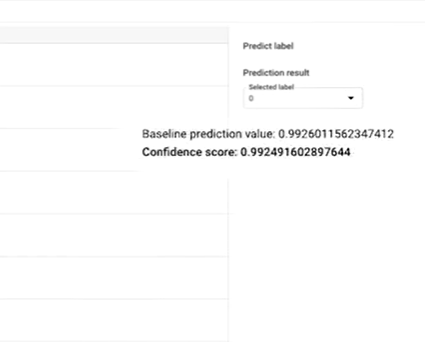 Predict label
Prediction result
Selected label
0
Baseline prediction value: 0.9926011562347412
Confidence score: 0.992491602897644